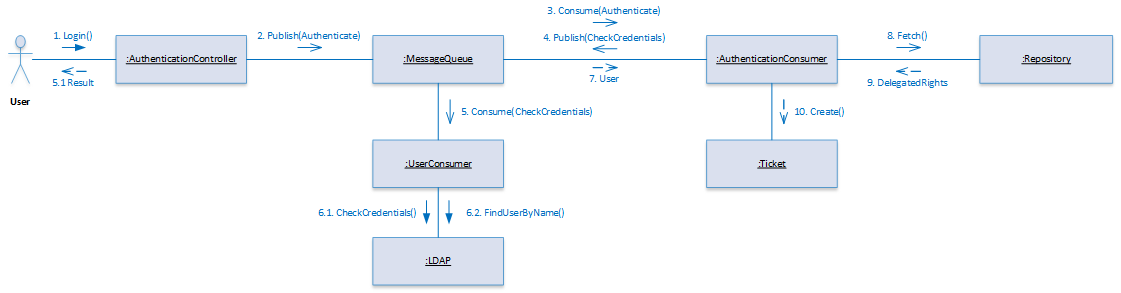 3. Consume(Authenticate)
1. Login()
2. Publish(Authenticate)
4. Publish(CheckCredentials)
8. Fetch()
:AuthenticationController
:MessageQueue
:AuthenticationConsumer
:Repository
5.1 Result
7. User
9. DelegatedRights
User
5. Consume(CheckCredentials)
10. Create()
:UserConsumer
:Ticket
6.1. CheckCredentials()
6.2. FindUserByName()
:LDAP